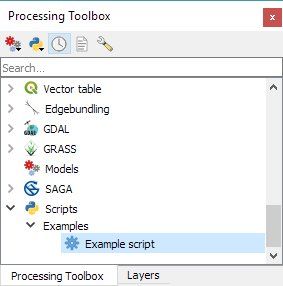 Processing Toolbox
Search...
Vector table
Edgebundling
GDAL
GRASS
Models
SAGA
Scripts
Examples
Example script
Processing Toolbox
Layers